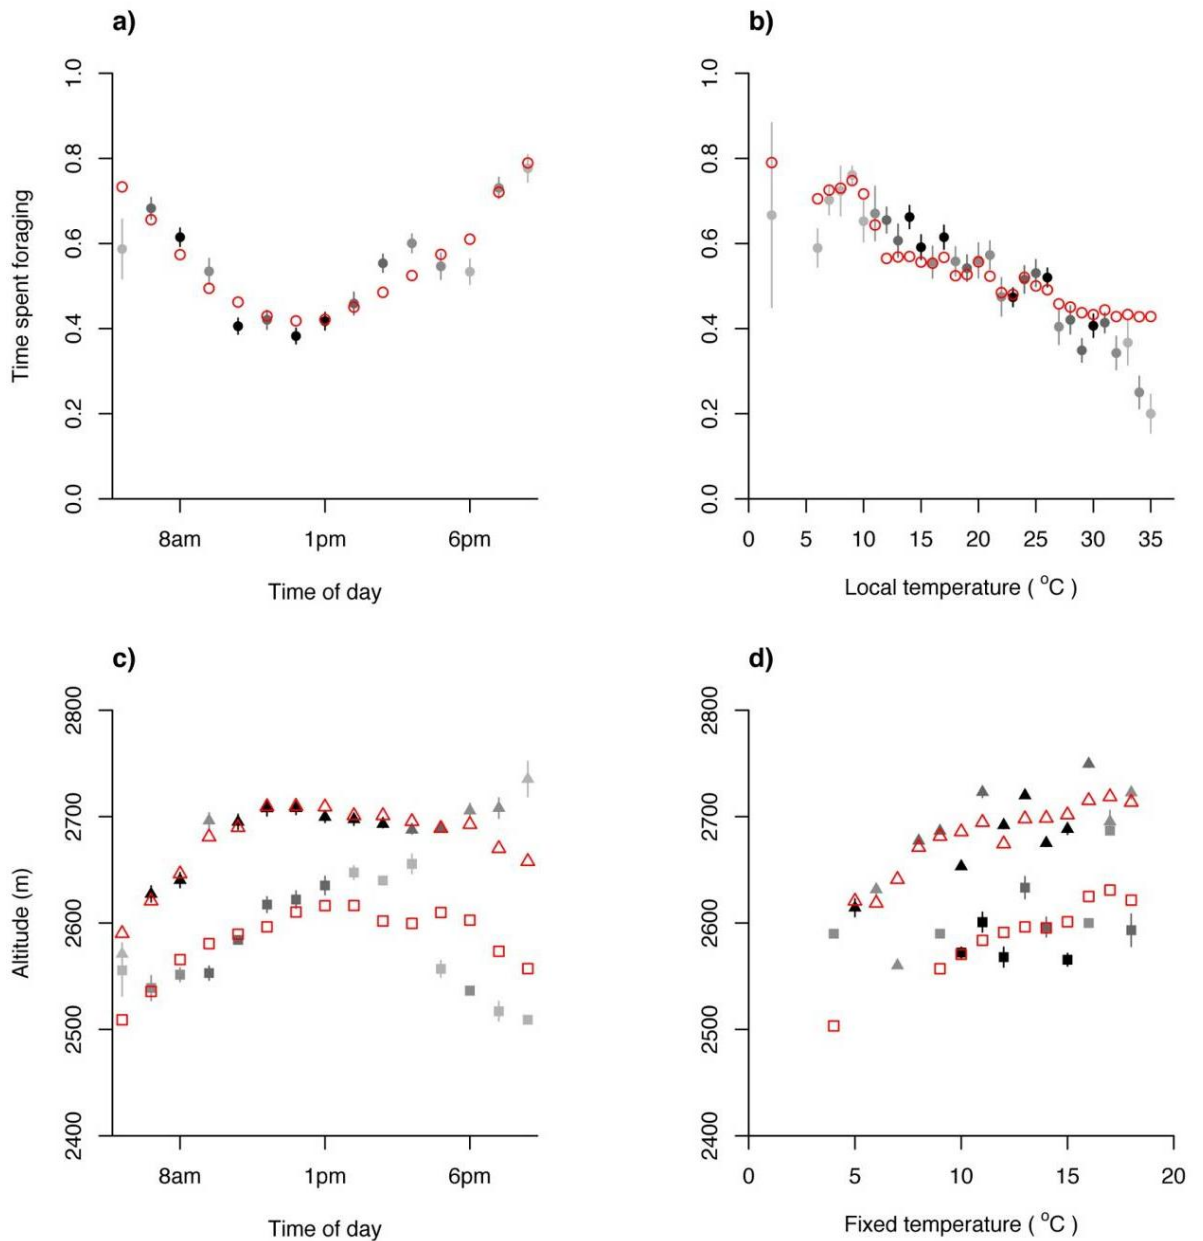 a)
Time spent foraging
0.0 0.2 0.4 0.6 0.8 1.0
8am 1pm 6pm
Time of day
b)
0.0 0.2 0.4 0.6 0.8 1.0
0 5 10 15 20 25 30 35
Local temperature ( °C )
c)
Altitude (m)
2400 2500 2600 2700 2800
8am 1pm 6pm
Time of day
d)
2400 2500 2600 2700 2800
0 5 10 15 20
Fixed temperature ( °C )